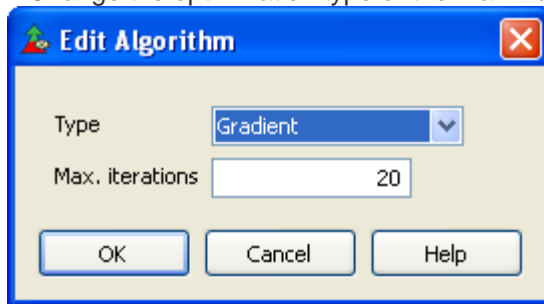 Edit Algorithm
Type Gradient
Max. iterations 20
OK Cancel Help